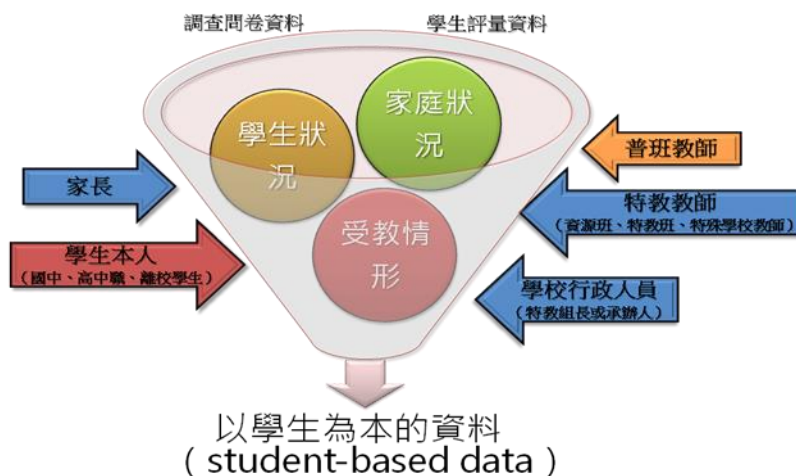 調查問卷資料
學生評量資料
家庭狀
況
學生狀
況
普班教師
家長
特教教師
(資源班、特教班、特殊學校教師)
受教情
形
學生本人
(國中、高中職、離校學生)
學校行政人員
(特教組長或承辦人)
以學生為本的資料
( student-based data )